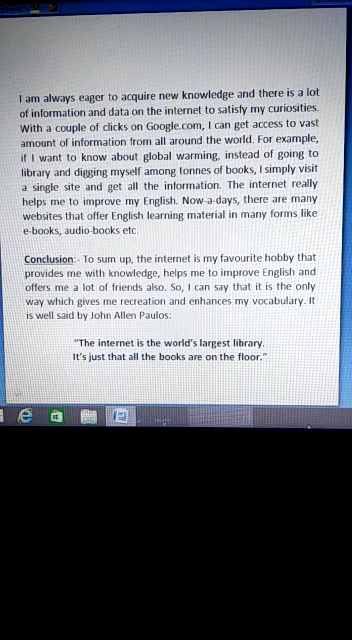 I am always eager to acquire new knowledge and there is a lot
of information and data on the internet to satisfy my curiosities.
With a couple of clicks on Google.com, I can get access to vast
amount of information from all around the world. For example,
if I want to know about global warming, instead of going to
library and digging myself among tonnes of books, I simply visit
a single site and get all the information. The internet really
helps me to improve my English. Now-a-days, there are many
websites that offer English learning material in many forms like
e-books, audio-books etc.
Conclusion:- To sum up, the internet is my favourite hobby that
provides me with knowledge, helps me to improve English and
offers me a lot of friends also. So, I can say that it is the only
way which gives me recreation and enhances my vocabulary. It
is well said by John Allen Paulos:
"The internet is the world's largest library.
It's just that all the books are on the floor."